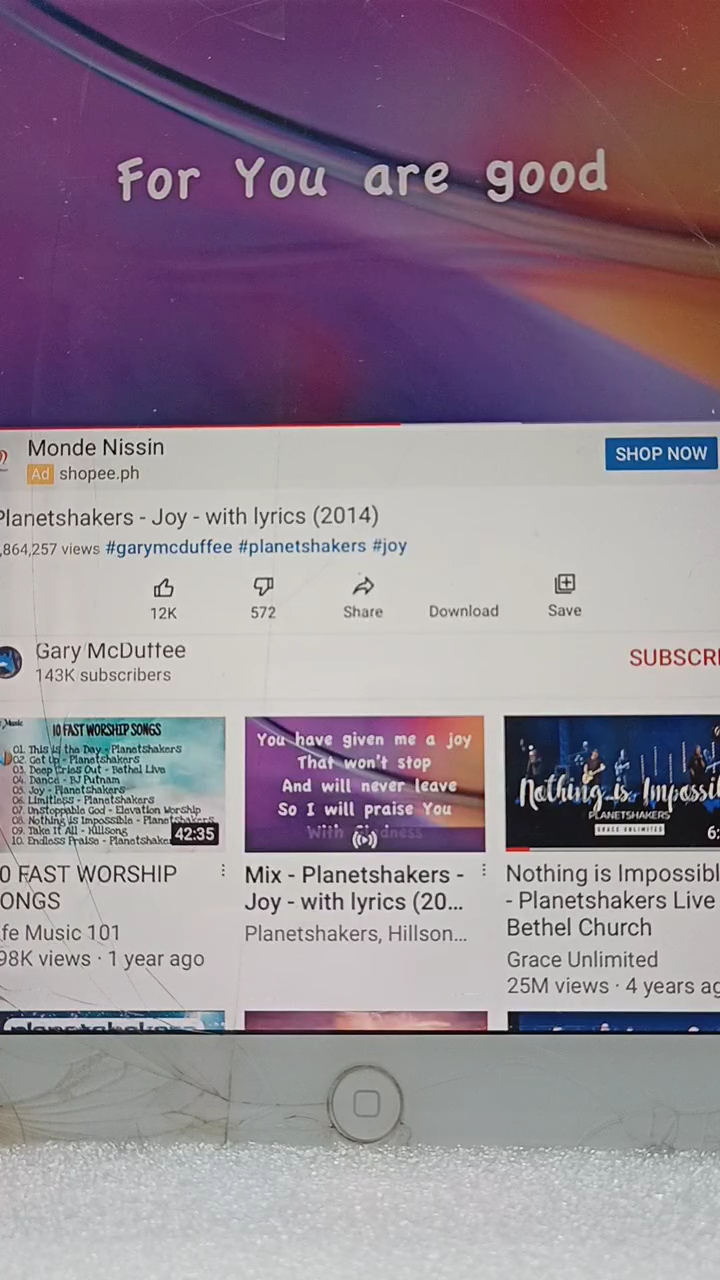 For You are good
Monde Nissin
Ad shopee.ph
SHOP NOW
Planetshakers - Joy - with lyrics (2014)
,864,257 views #garymcduffee #planetshakers #joy
12K
572
Share
Download
Save
Gary McDuffee
143K subscribers
SUBSCRI
Music
10 FAST WORSHIP SONGS
01. This is the Day - Planetshakers
02. Get Up - Planetshakers
03. Deep Cries Out - Bethel Live
04. Dance - BJ Putnam
05. Joy - Planetshakers
06. Limitless - Planetshakers
07. Unstoppable God - Elevation Worship
08. Nothing is Impossible - Planetshakers
09. Take It All - Hillsong
10. Endless Praise - Planetshake
42:35
You have given me a joy
That won't stop
And will never leave
So I will praise You
With dness
Nothing is Impossi
PLANETSHAKERS
GRACE UNLIMITED
6:
0 FAST WORSHIP
ONGS
fe Music 101
98K views · 1 year ago
Mix - Planetshakers -
Joy - with lyrics (20...
Planetshakers, Hillson...
Nothing is Impossibl
- Planetshakers Live
Bethel Church
Grace Unlimited
25M views · 4 years ag
planetshakers